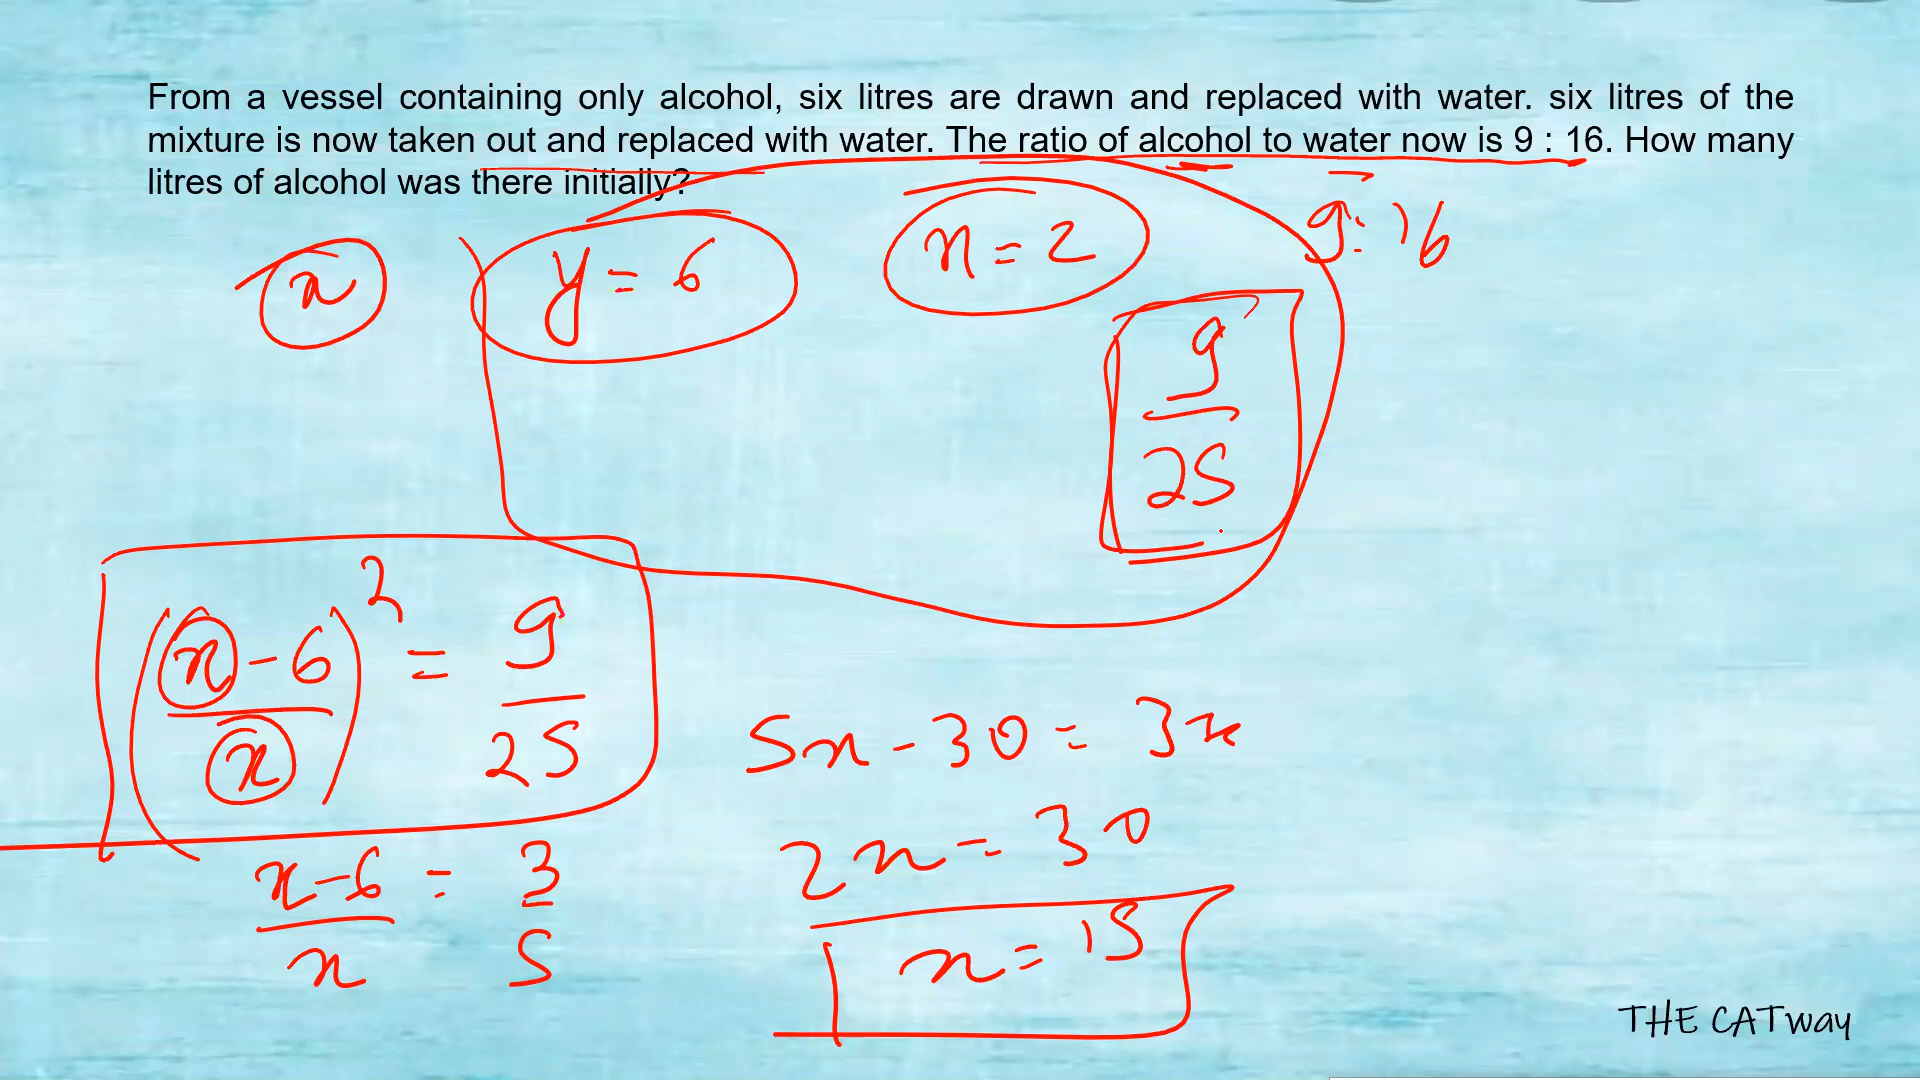 From a vessel containing only alcohol, six litres are drawn and replaced with water. six litres of the
mixture is now taken out and replaced with water. The ratio of alcohol to water now is 9 : 16. How many
litres of alcohol was there initially?
x
y = 6
n = 2
9:16
9
25
(x-6)² = 9
x 25
x-6 = 3
x 5
5x - 30 = 3x
2x = 30
x = 15
THE CATway